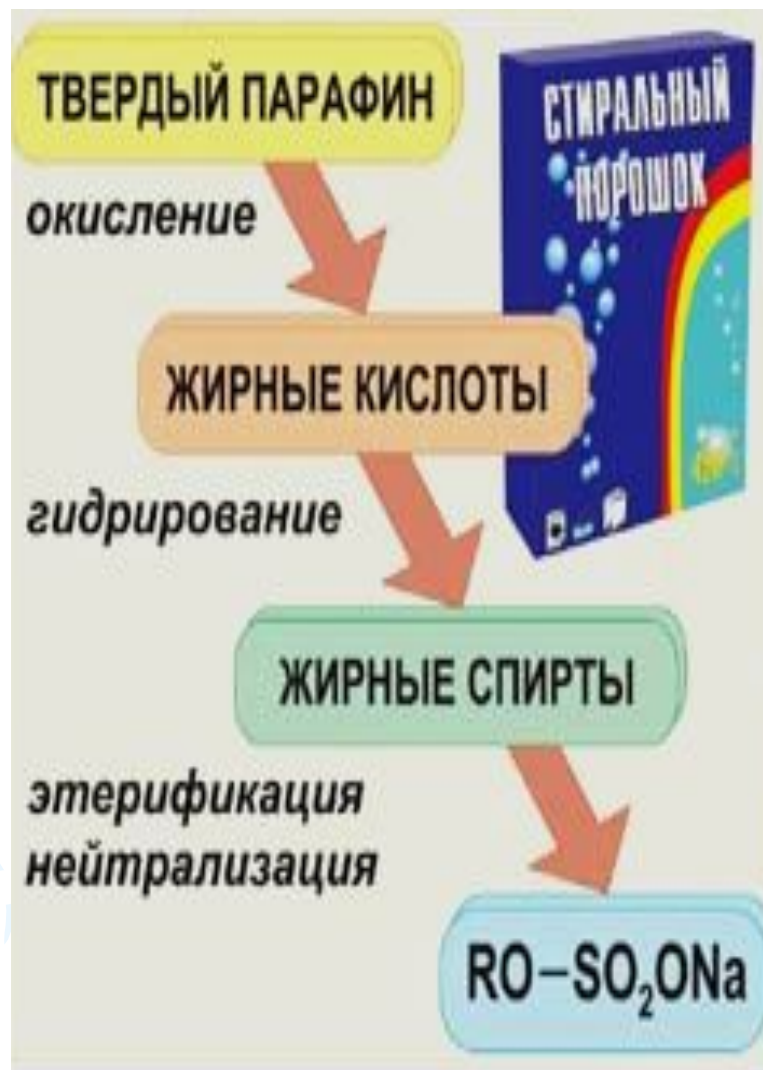 ТВЕРДЫЙ ПАРАФИН
СТИРАЛЬНЫЙ
ПОРОШОК
окисление
ЖИРНЫЕ КИСЛОТЫ
гидрирование
ЖИРНЫЕ СПИРТЫ
этерификация
нейтрализация
RO–SO₂ONa